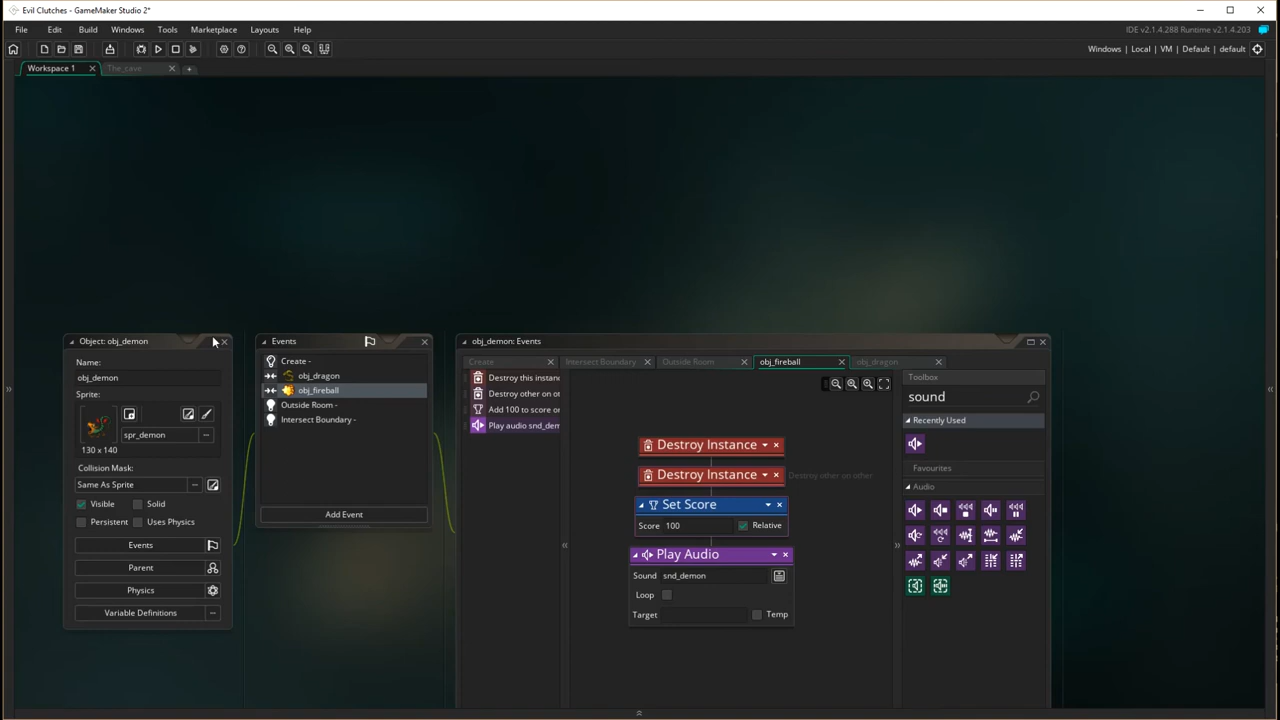 Evil Clutches - GameMaker Studio 2*
File Edit Build Windows Tools Marketplace Layouts Help
IDE v2.1.4.288 Runtime v2.1.4.203
Windows | Local | VM | Default | default
Workspace 1
The_cave
Object: obj_demon
Name:
obj_demon
Sprite:
spr_demon
130 x 140
Collision Mask:
Same As Sprite
Visible Solid
Persistent Uses Physics
Events
Parent
Physics
Variable Definitions
Events
Create -
obj_dragon
obj_fireball
Outside Room -
Intersect Boundary -
Add Event
obj_demon: Events
Create Intersect Boundary Outside Room obj_fireball obj_dragon
Destroy this instanc
Destroy other on ot
Add 100 to score or
Play audio snd_dem
Destroy Instance
Destroy Instance
Destroy other on other
Set Score
Score 100 Relative
Play Audio
Sound snd_demon
Loop
Target Temp
Toolbox
sound
Recently Used
Favourites
Audio